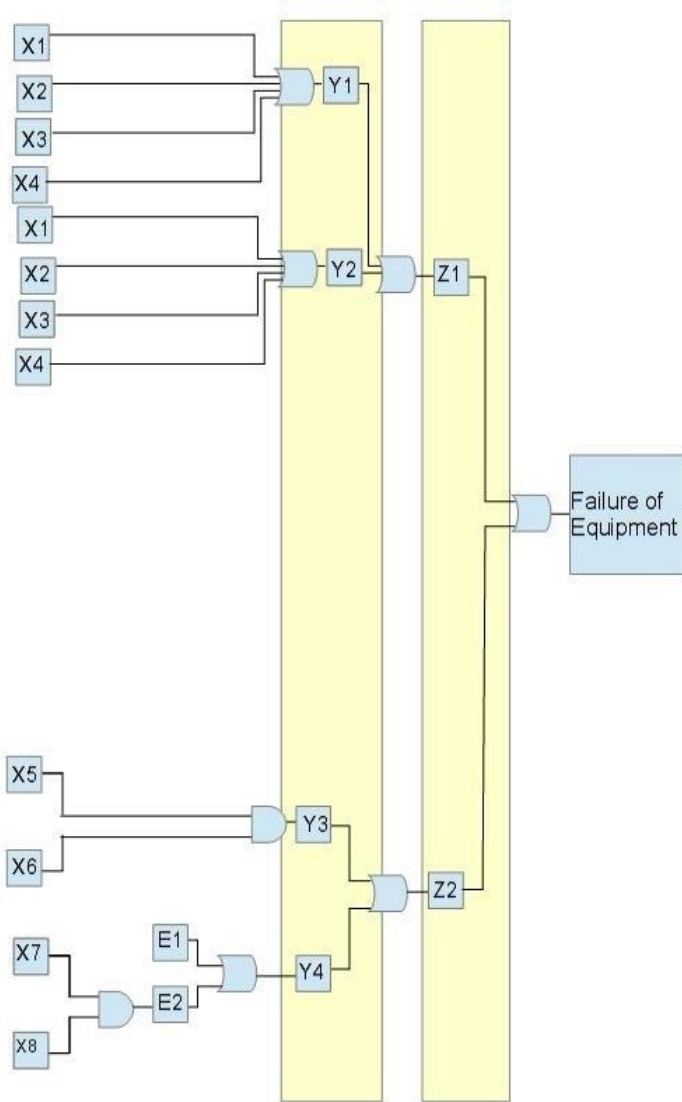 X1
X2
X3
X4
Y1
X1
X2
X3
X4
Y2
Z1
Failure of
Equipment
X5
X6
Y3
Z2
X7
X8
E1
E2
Y4